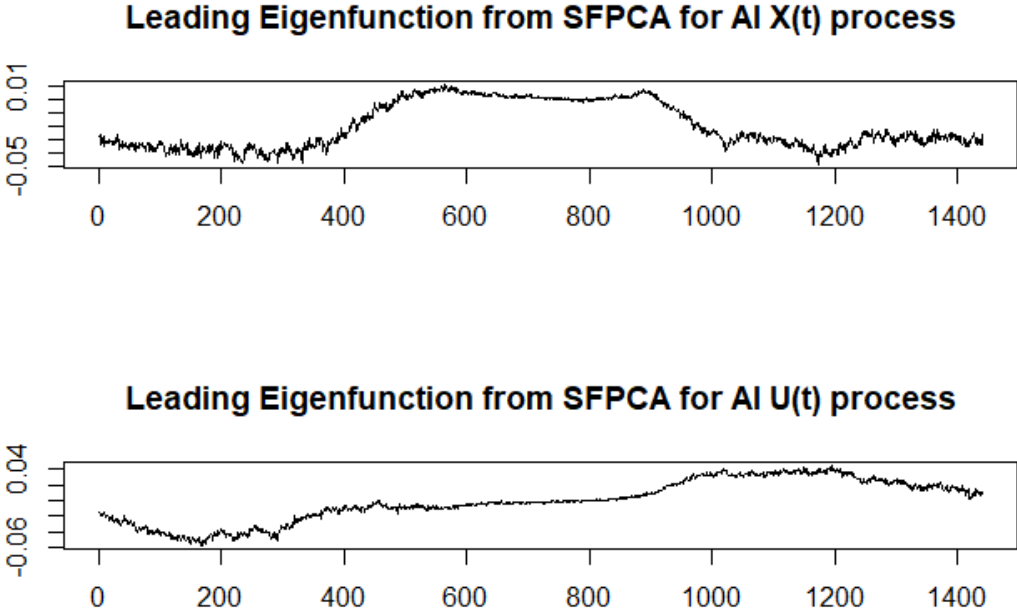 Leading Eigenfunction from SFPCA for AI X(t) process
0.01
-0.05
0 200 400 600 800 1000 1200 1400
Leading Eigenfunction from SFPCA for AI U(t) process
0.04
-0.06
0 200 400 600 800 1000 1200 1400